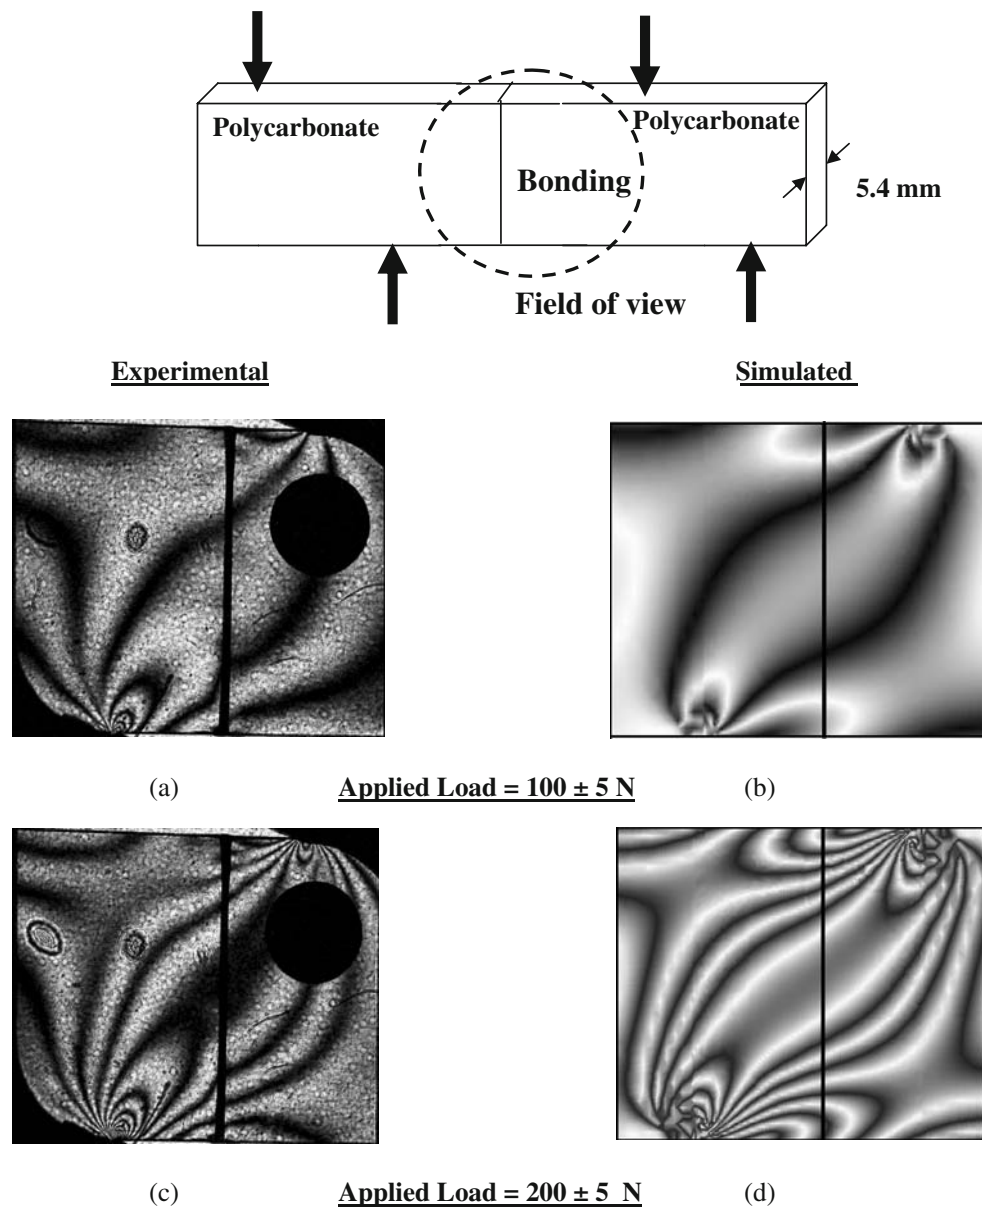 Polycarbonate
Polycarbonate
Bonding
5.4 mm
Field of view
Experimental
Simulated
(a)
Applied Load = 100 ± 5 N
(b)
(c)
Applied Load = 200 ± 5 N
(d)